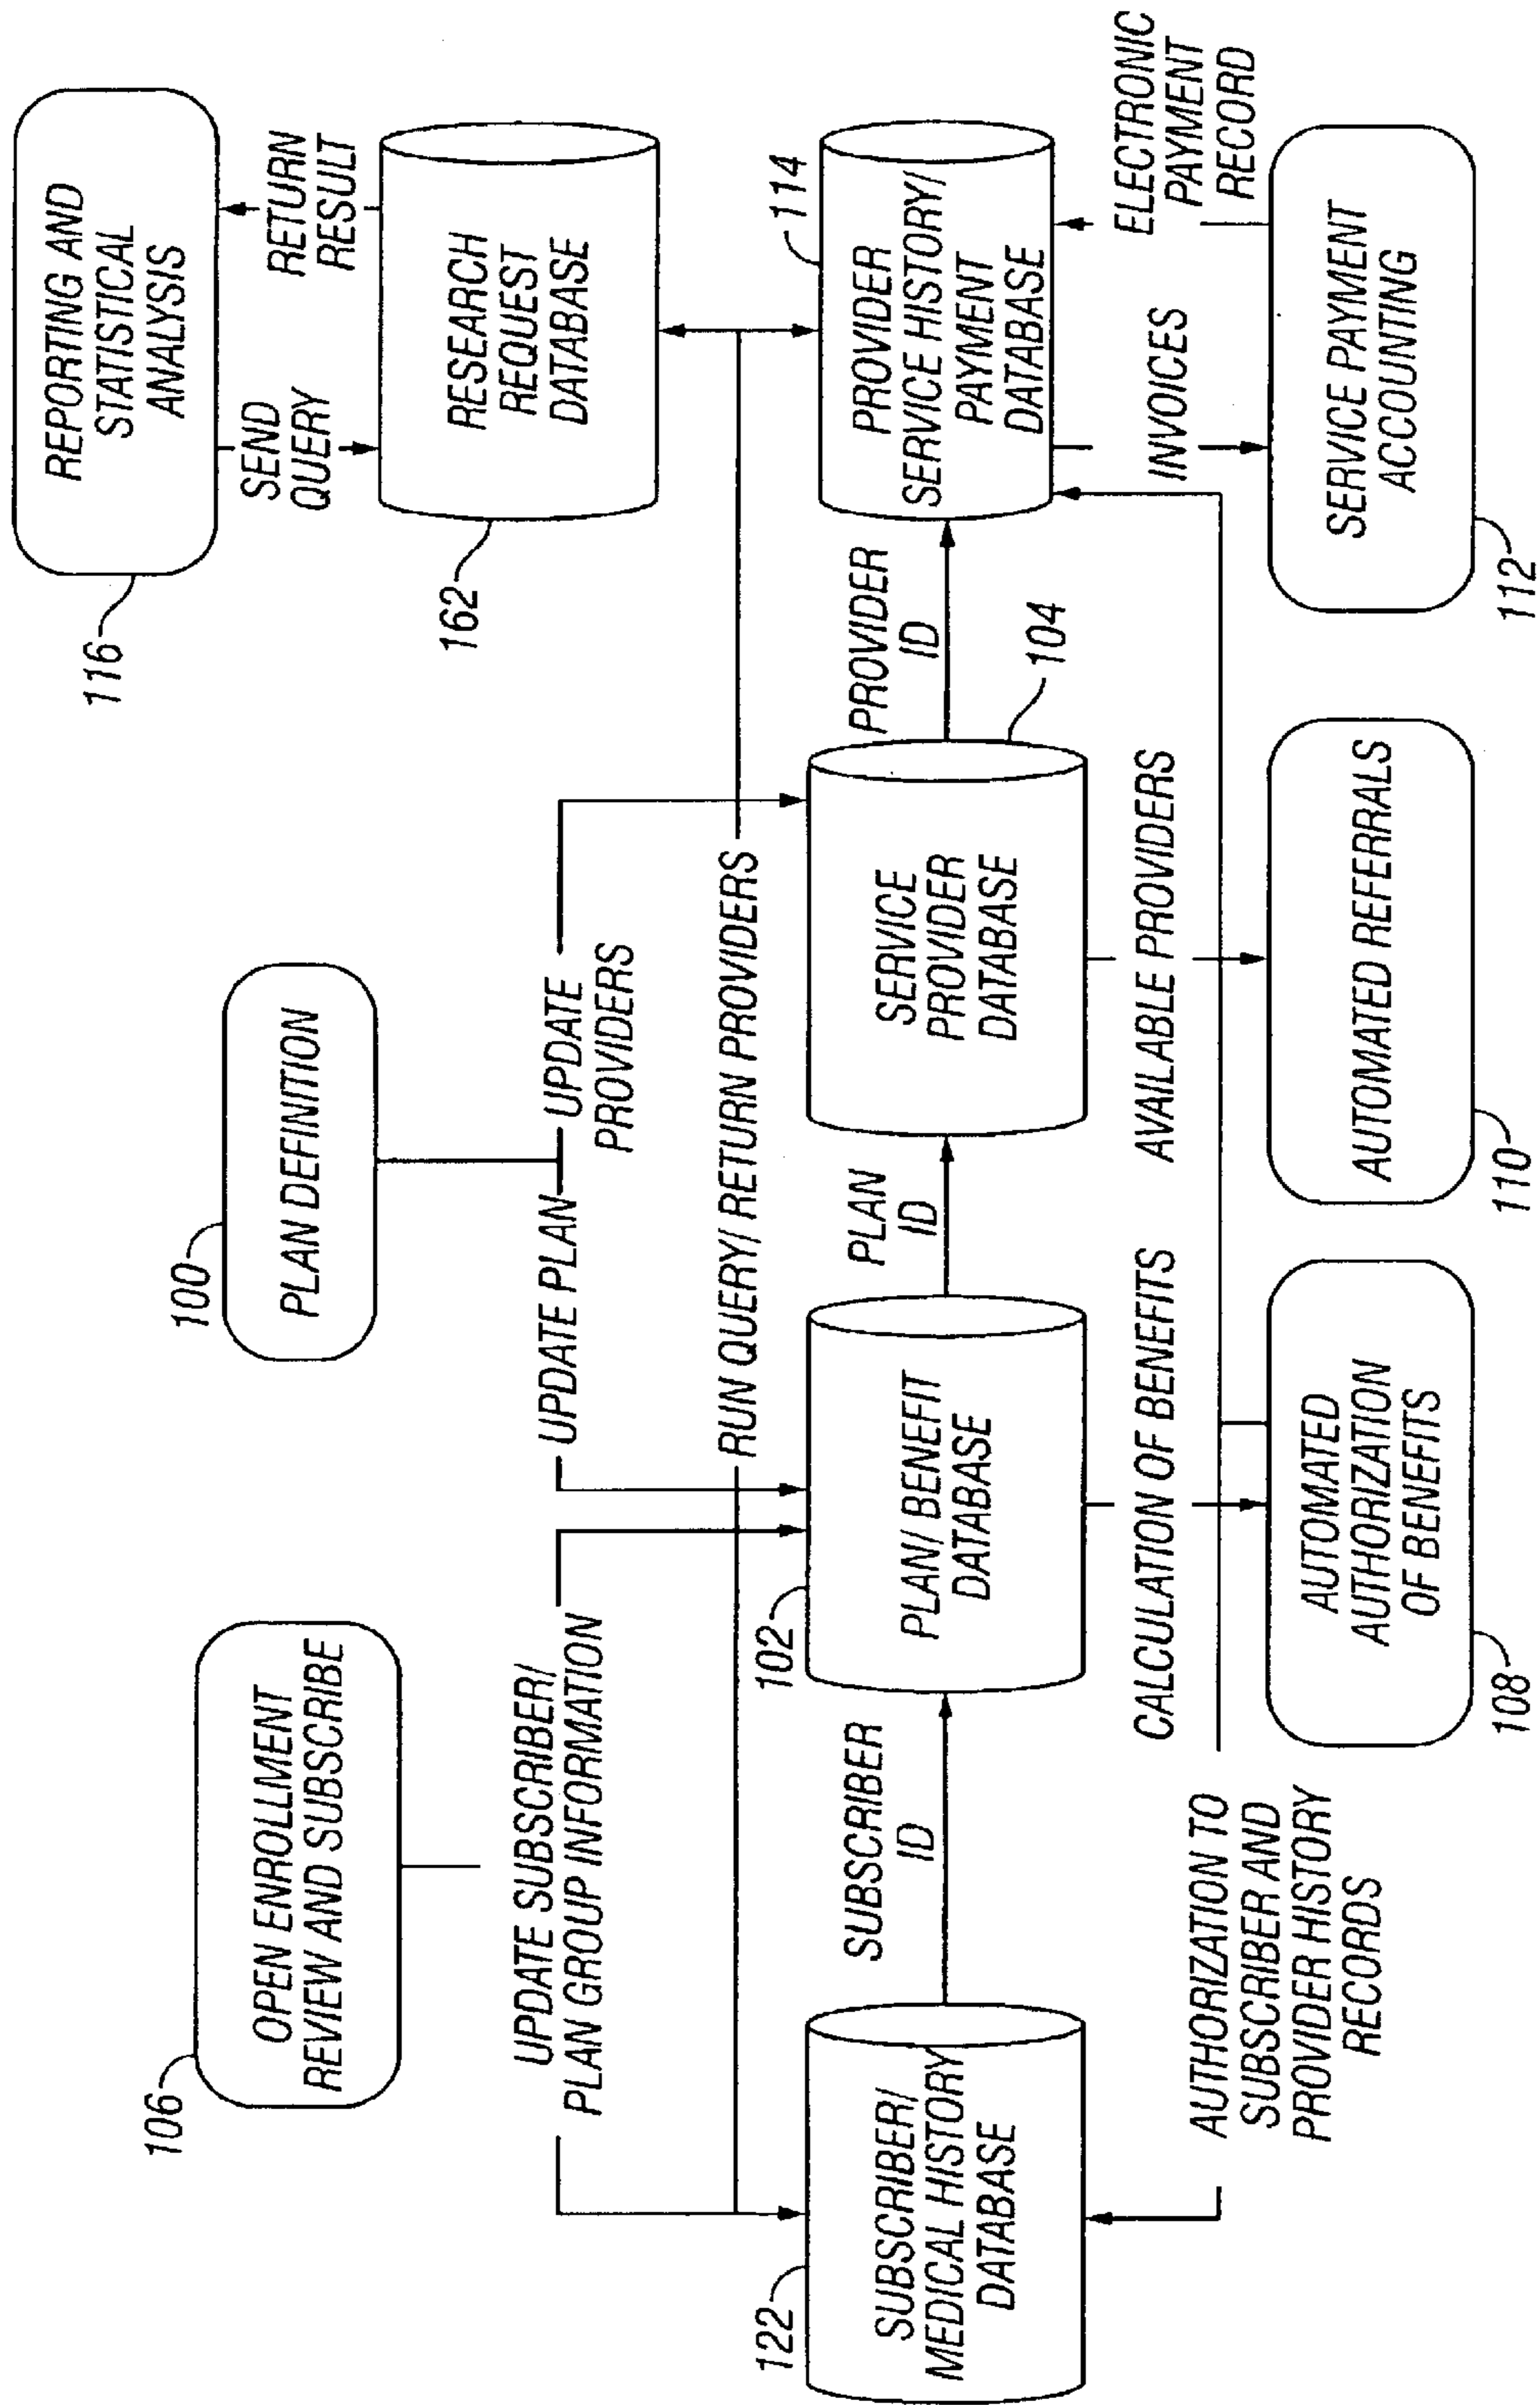 116
REPORTING AND
STATISTICAL
ANALYSIS
SEND
QUERY
RETURN
RESULT
162
RESEARCH
REQUEST
DATABASE
100
PLAN DEFINITION
UPDATE PLAN
UPDATE
PROVIDERS
106
OPEN ENROLLMENT
REVIEW AND SUBSCRIBE
UPDATE SUBSCRIBER/
PLAN GROUP INFORMATION
RUN QUERY/ RETURN PROVIDERS
122
SUBSCRIBER/
MEDICAL HISTORY
DATABASE
SUBSCRIBER
ID
102
PLAN/ BENEFIT
DATABASE
PLAN
ID
SERVICE
PROVIDER
DATABASE
104
PROVIDER
ID
114
PROVIDER
SERVICE HISTORY/
PAYMENT
DATABASE
AUTHORIZATION TO
SUBSCRIBER AND
PROVIDER HISTORY
RECORDS
CALCULATION OF BENEFITS
AVAILABLE PROVIDERS
INVOICES
ELECTRONIC
PAYMENT
RECORD
108
AUTOMATED
AUTHORIZATION
OF BENEFITS
110
AUTOMATED REFERRALS
112
SERVICE PAYMENT
ACCOUNTING